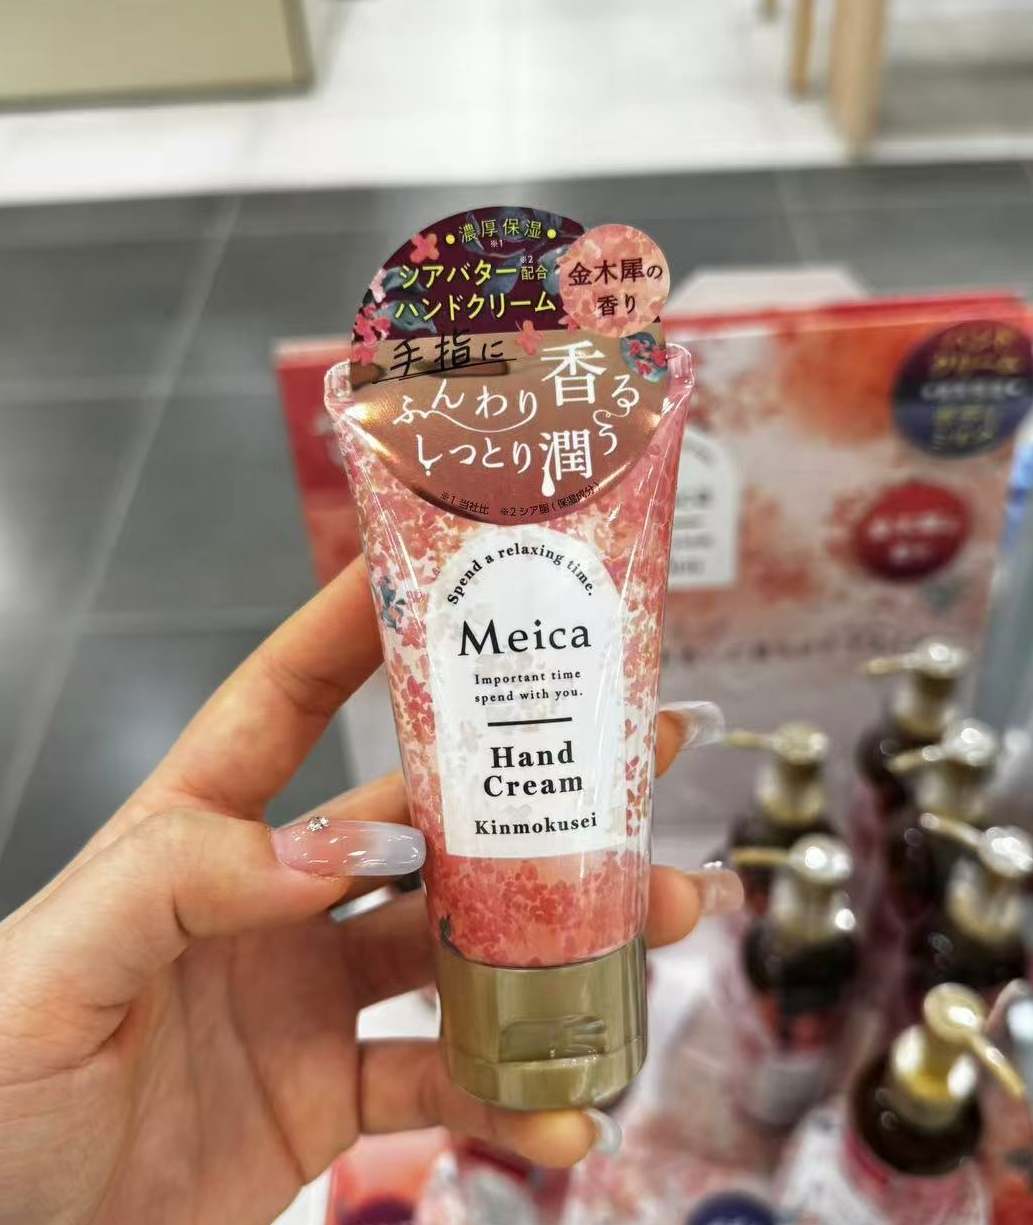 濃厚保湿
※1
シアバター配合
※2
ハンドクリーム
金木犀の
香り
手指に
ふんわり香る
しっとり潤う
※1 当社比 ※2 シア脂(保湿成分)
Spend a relaxing time.
Meica
Important time
spend with you.
Hand
Cream
Kinmokusei